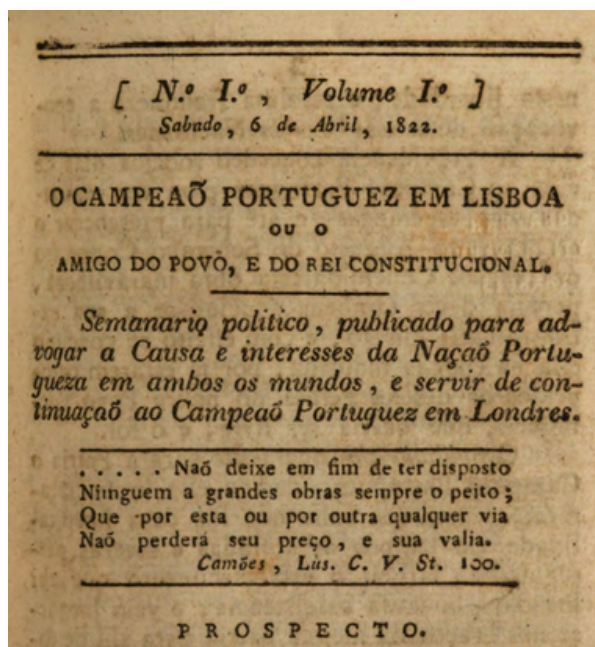 [ N.º I.º , Volume I.º ]
Sabado, 6 de Abril, 1822.
O CAMPEAÕ PORTUGUEZ EM LISBOA
OU O
AMIGO DO POVO, E DO REI CONSTITUCIONAL.
Semanario politico, publicado para ad-
vogar a Causa e interesses da Naçaõ Portu-
gueza em ambos os mundos, e servir de con-
tinuaçaõ ao Campeaõ Portuguez em Londres.
. . . . . Naõ deixe em fim de ter disposto
Ninguem a grandes obras sempre o peito;
Que por esta ou por outra qualquer via
Naõ perderá seu preço, e sua valia.
Camões, Lus. C. V. St. 100.
PROSPECTO.